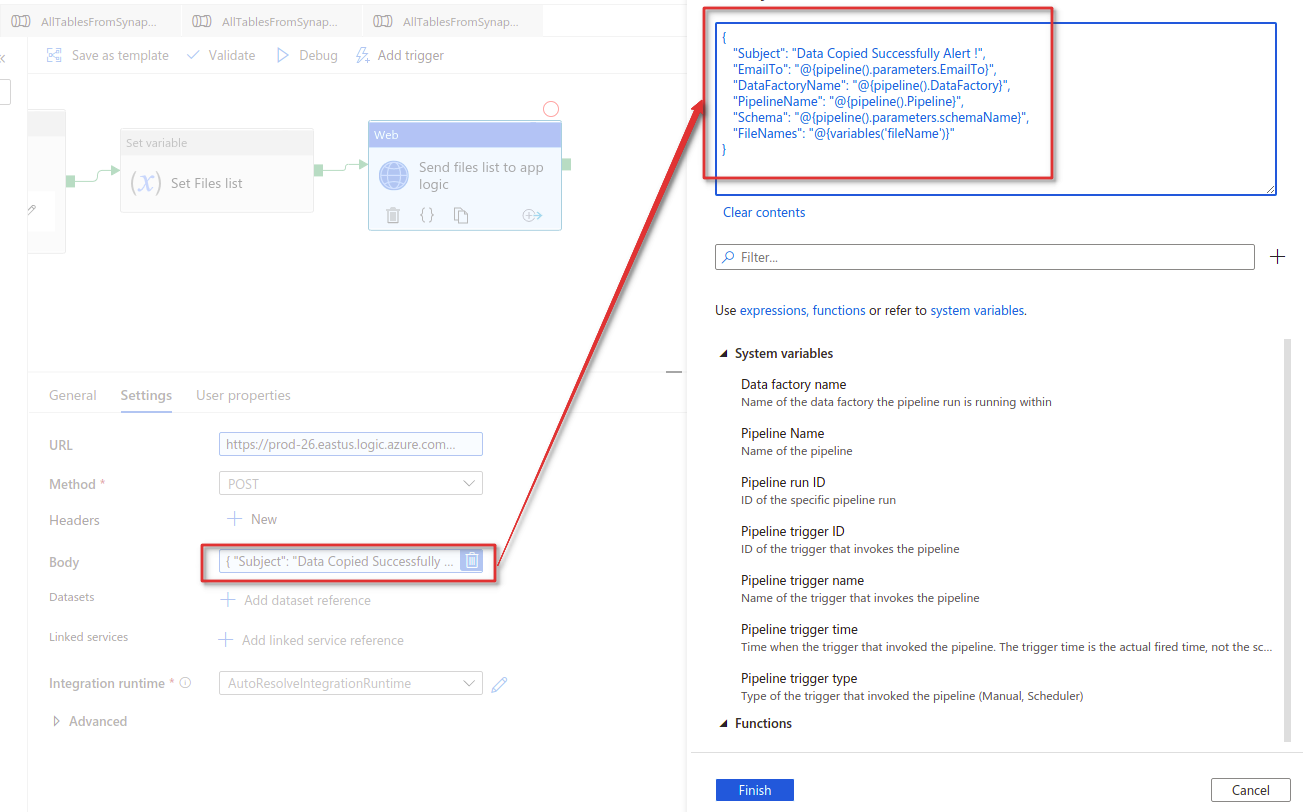 AllTablesFromSynap...
AllTablesFromSynap...
AllTablesFromSynap...
Save as template
Validate
Debug
Add trigger
Set variable
(x)
Set Files list
Web
Send files list to app
logic
{}
General
Settings
User properties
URL
https://prod-26.eastus.logic.azure.com...
Method *
POST
Headers
New
Body
{ "Subject": "Data Copied Successfully ...
Datasets
Add dataset reference
Linked services
Add linked service reference
Integration runtime *
AutoResolveIntegrationRuntime
Advanced
{
"Subject": "Data Copied Successfully Alert !",
"EmailTo": "@{pipeline().parameters.EmailTo}",
"DataFactoryName": "@{pipeline().DataFactory}",
"PipelineName": "@{pipeline().Pipeline}",
"Schema": "@{pipeline().parameters.schemaName}",
"FileNames": "@{variables('fileName')}"
}
Clear contents
Filter...
Use expressions, functions or refer to system variables.
System variables
Data factory name
Name of the data factory the pipeline run is running within
Pipeline Name
Name of the pipeline
Pipeline run ID
ID of the specific pipeline run
Pipeline trigger ID
ID of the trigger that invokes the pipeline
Pipeline trigger name
Name of the trigger that invokes the pipeline
Pipeline trigger time
Time when the trigger that invoked the pipeline. The trigger time is the actual fired time, not the sc...
Pipeline trigger type
Type of the trigger that invoked the pipeline (Manual, Scheduler)
Functions
Finish
Cancel